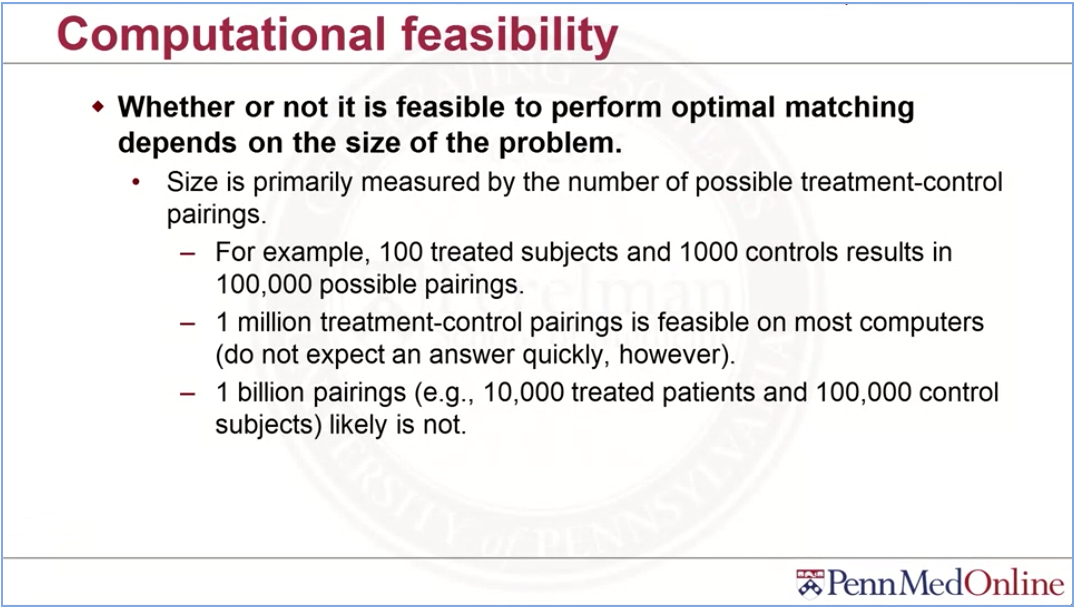 Computational feasibility
◆ Whether or not it is feasible to perform optimal matching
depends on the size of the problem.
• Size is primarily measured by the number of possible treatment-control
pairings.
– For example, 100 treated subjects and 1000 controls results in
100,000 possible pairings.
– 1 million treatment-control pairings is feasible on most computers
(do not expect an answer quickly, however).
– 1 billion pairings (e.g., 10,000 treated patients and 100,000 control
subjects) likely is not.
PennMedOnline